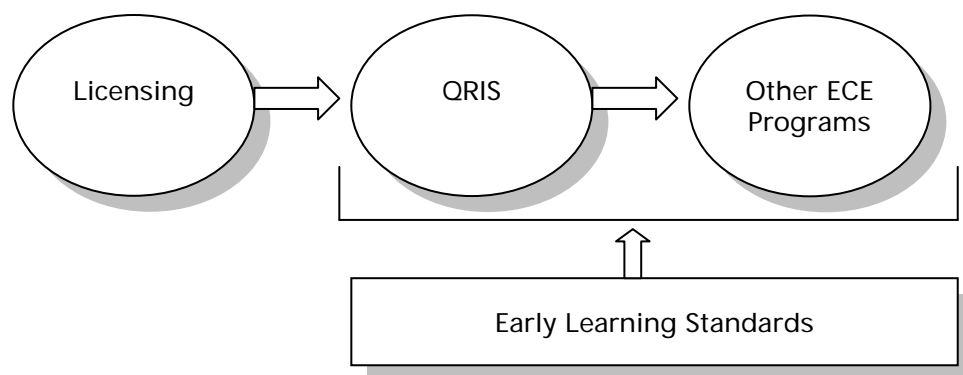 Licensing
QRIS
Other ECE
Programs
Early Learning Standards